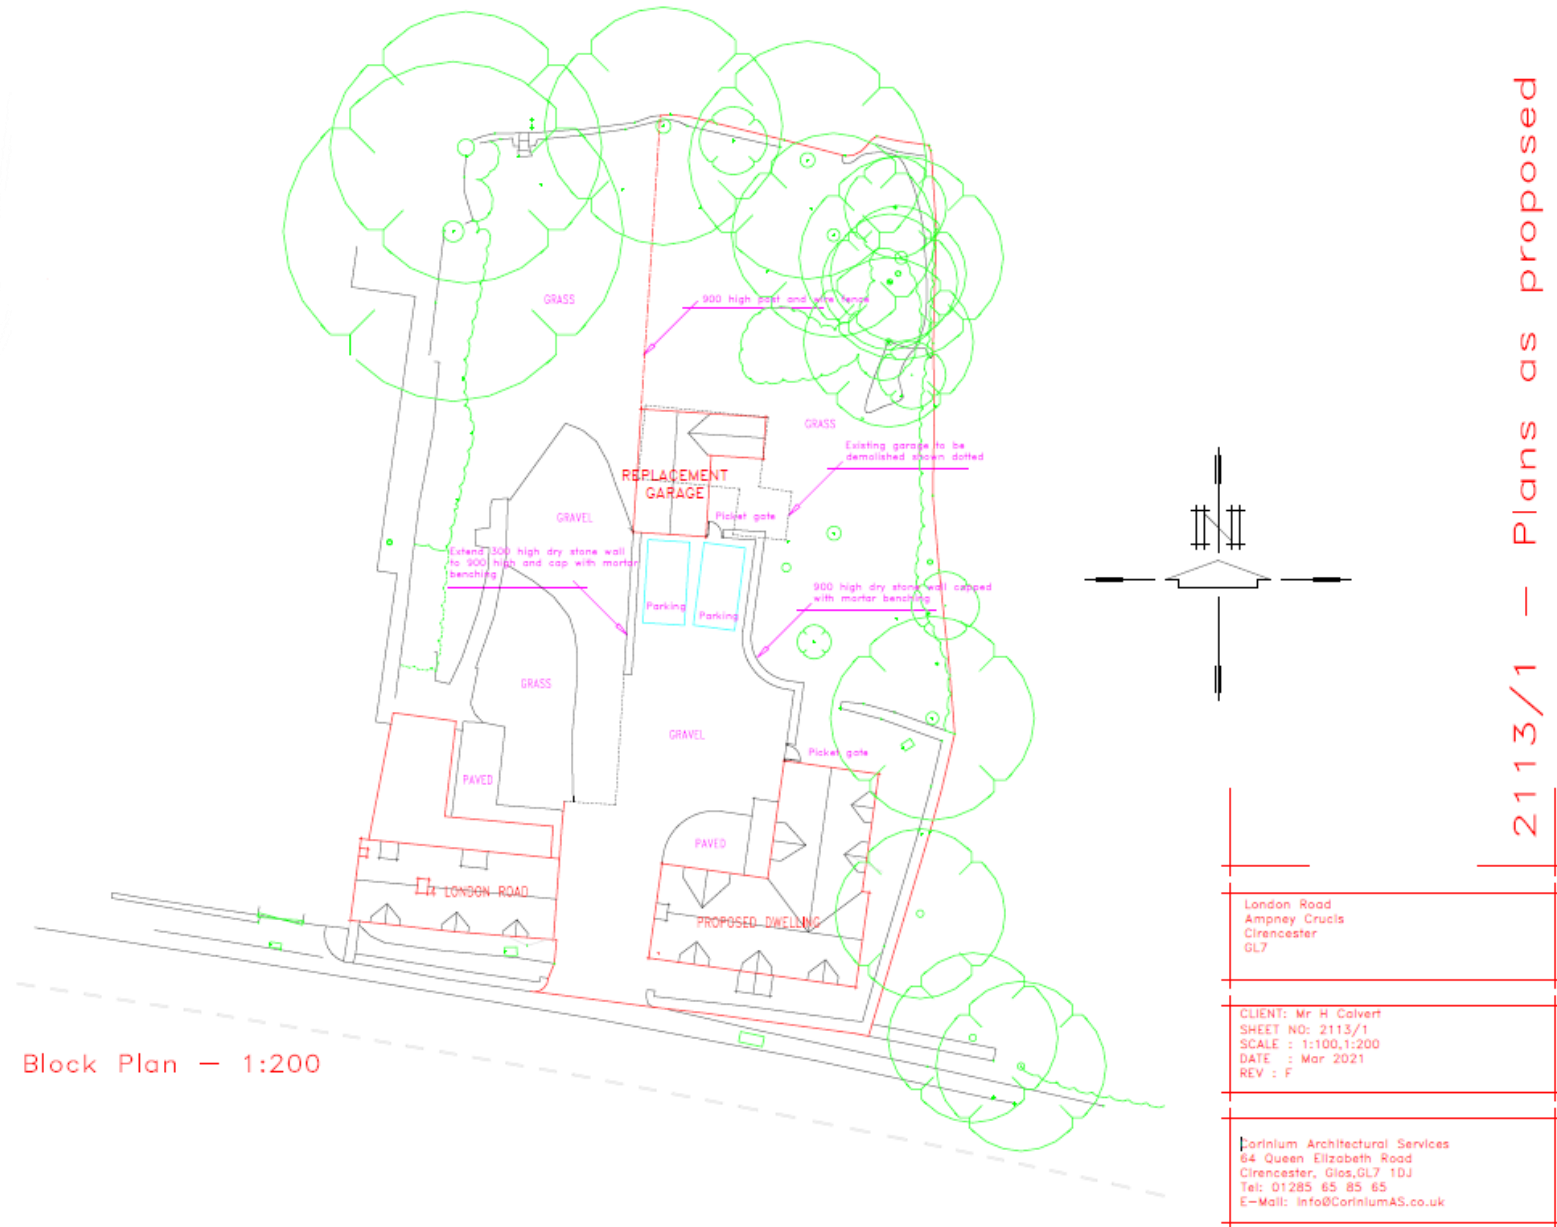 GRASS
900 high post and wire fence
GRASS
Existing garage to be
demolished shown dotted
REPLACEMENT
GARAGE
GRAVEL
Picket gate
Extend 300 high dry stone wall
to 900 high and cap with mortar
benching
900 high dry stone wall capped
with mortar benching
Parking
Parking
GRASS
GRAVEL
Picket gate
PAVED
PAVED
LONDON ROAD
PROPOSED DWELLING
Block Plan – 1:200
N
2113/1 – Plans as proposed
London Road
Ampney Crucis
Cirencester
GL7
CLIENT: Mr H Calvert
SHEET NO: 2113/1
SCALE : 1:100,1:200
DATE : Mar 2021
REV : F
Corinium Architectural Services
64 Queen Elizabeth Road
Cirencester, Glos,GL7 1DJ
Tel: 01285 65 85 65
E-Mail: info@CoriniumAS.co.uk